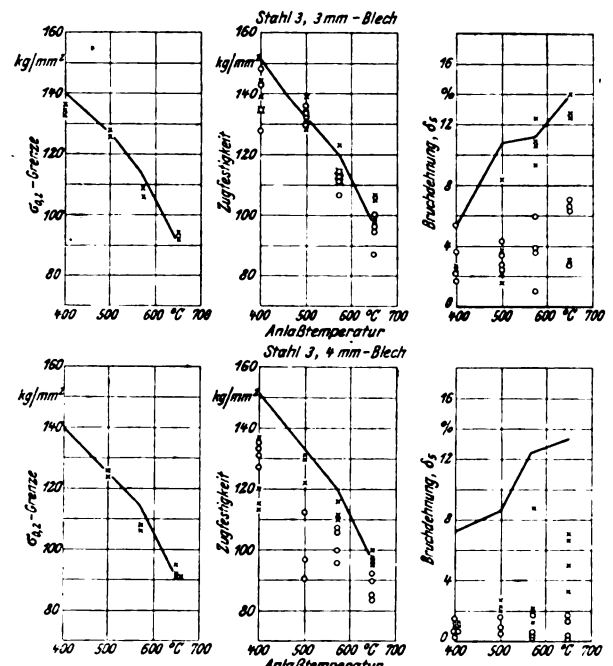 Stahl 3, 3 mm-Blech
160
kg/mm²
140
120
100
80
σ0,2-Grenze
400 500 600 °C 700
160
kg/mm²
140
120
100
80
Zugfestigkeit
400 500 600 °C 700
16
%
12
8
4
0
Bruchdehnung, δ5
400 500 600 °C 700
Anlaßtemperatur
Stahl 3, 4 mm-Blech
160
kg/mm²
140
120
100
80
σ0,2-Grenze
400 500 600 °C 700
160
kg/mm²
140
120
100
80
Zugfestigkeit
400 500 600 °C 700
16
%
12
8
4
0
Bruchdehnung, δ5
400 500 600 °C 700
Anlaßtemperatur